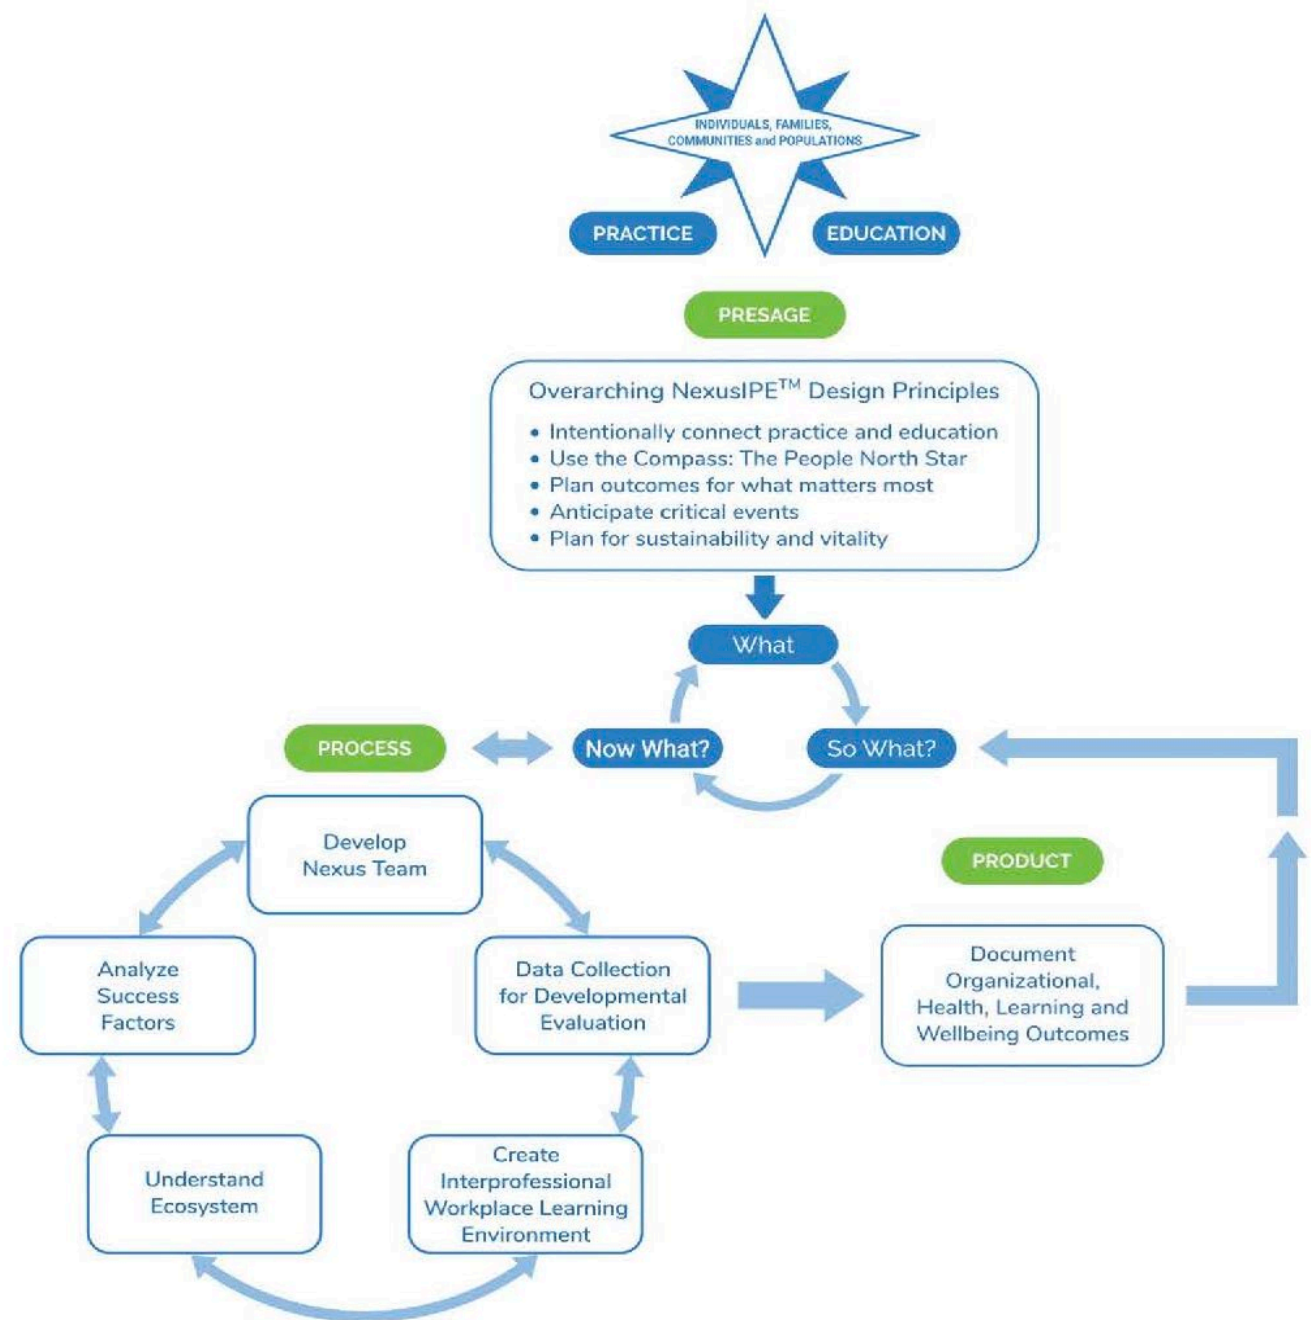 INDIVIDUALS, FAMILIES,
COMMUNITIES and POPULATIONS
PRACTICE
EDUCATION
PRESAGE
Overarching NexusIPE™ Design Principles
• Intentionally connect practice and education
• Use the Compass: The People North Star
• Plan outcomes for what matters most
• Anticipate critical events
• Plan for sustainability and vitality
What
PROCESS
Now What?
So What?
Develop
Nexus Team
PRODUCT
Analyze
Success
Factors
Data Collection
for Developmental
Evaluation
Document
Organizational,
Health, Learning and
Wellbeing Outcomes
Understand
Ecosystem
Create
Interprofessional
Workplace Learning
Environment